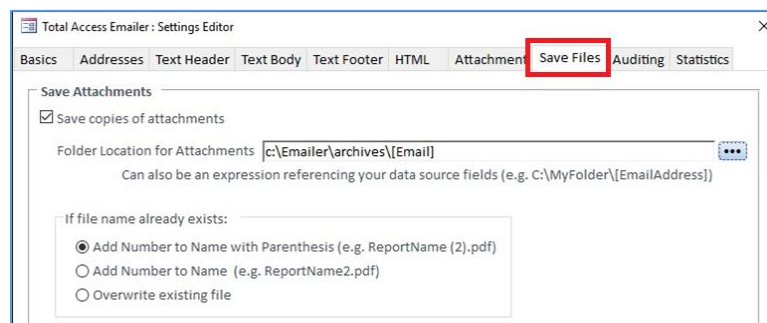 Total Access Emailer : Settings Editor
Basics Addresses Text Header Text Body Text Footer HTML Attachment Save Files Auditing Statistics
Save Attachments
Save copies of attachments
Folder Location for Attachments c:\Emailer\archives\[Email]
Can also be an expression referencing your data source fields (e.g. C:\MyFolder\[EmailAddress])
If file name already exists:
Add Number to Name with Parenthesis (e.g. ReportName (2).pdf)
Add Number to Name (e.g. ReportName2.pdf)
Overwrite existing file